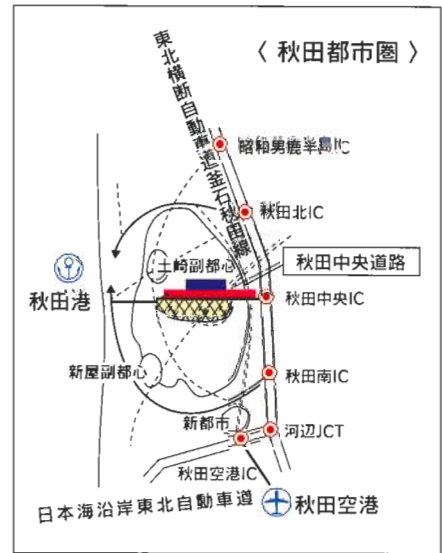 〈 秋田都市圏 〉
東北横断自動車道釜石秋田線
昭和男鹿半島IC
秋田北IC
土崎副都心
秋田中央道路
秋田港
秋田中央IC
新屋副都心
秋田南IC
新都市
河辺JCT
秋田空港IC
日本海沿岸東北自動車道
秋田空港